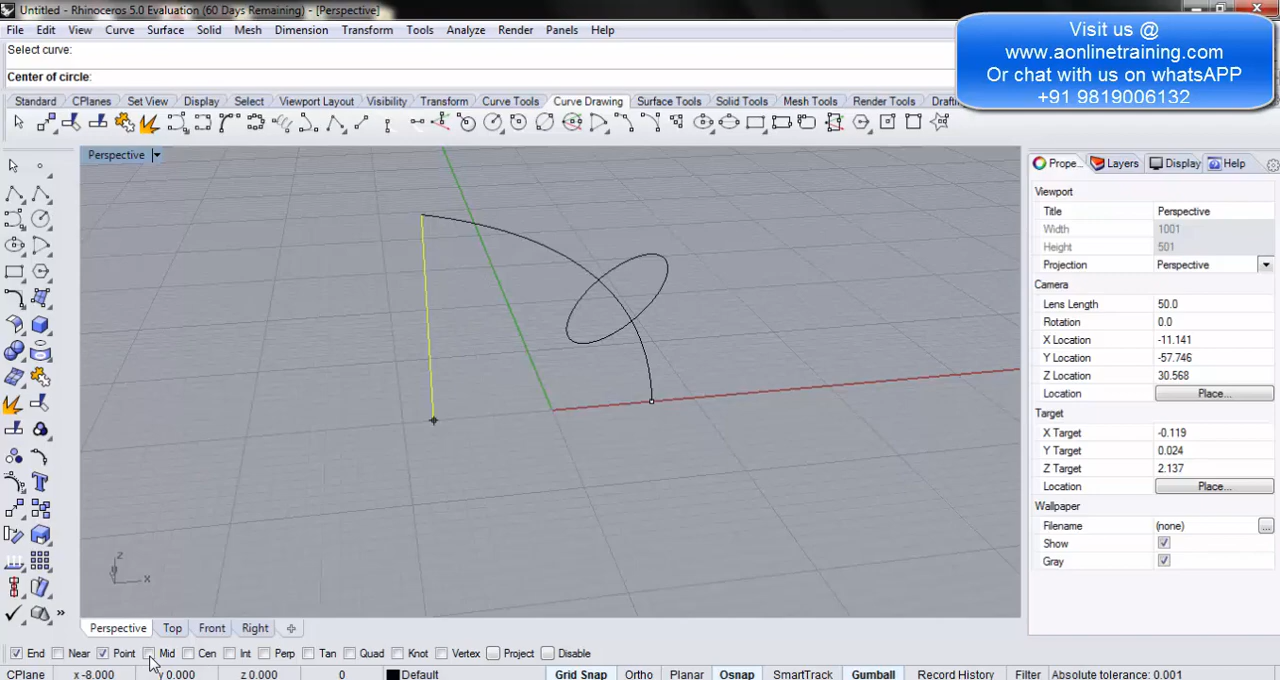 Untitled - Rhinoceros 5.0 Evaluation (60 Days Remaining) - [Perspective]
File Edit View Curve Surface Solid Mesh Dimension Transform Tools Analyze Render Panels Help
Select curve:
Center of circle:
Visit us @
www.aonlinetraining.com
Or chat with us on whatsAPP
+91 9819006132
Standard CPlanes Set View Display Select Viewport Layout Visibility Transform Curve Tools Curve Drawing Surface Tools Solid Tools Mesh Tools Render Tools
Perspective
Prope... Layers Display Help
Viewport
Title Perspective
Width 1001
Height 501
Projection Perspective
Camera
Lens Length 50.0
Rotation 0.0
X Location -11.141
Y Location -57.746
Z Location 30.568
Location Place...
Target
X Target -0.119
Y Target 0.024
Z Target 2.137
Location Place...
Wallpaper
Filename (none) ...
Show
Gray
z
x
Perspective Top Front Right
End Near Point Mid Cen Int Perp Tan Quad Knot Vertex Project Disable
CPlane x -8.000 y 0.000 z 0.000 0 Default Grid Snap Ortho Planar Osnap SmartTrack Gumball Record History Filter Absolute tolerance: 0.001